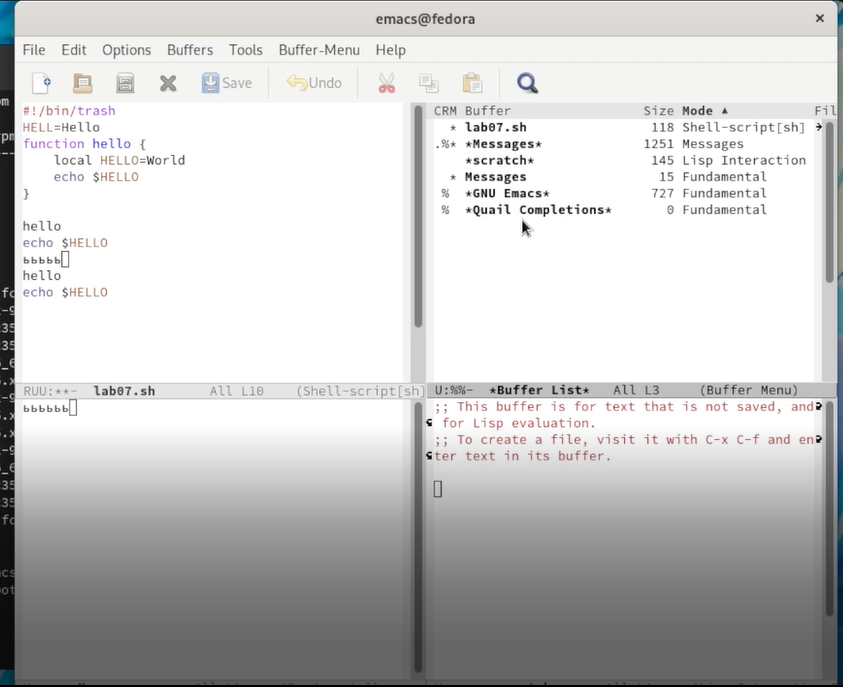 emacs@fedora
File Edit Options Buffers Tools Buffer-Menu Help
Save Undo
#!/bin/trash
HELL=Hello
function hello {
    local HELLO=World
    echo $HELLO
}
hello
echo $HELLO
ььььь
hello
echo $HELLO
RUU:**- lab07.sh All L10 (Shell-script[sh]
ьььььь
CRM Buffer Size Mode ▲ Fil
* lab07.sh 118 Shell-script[sh]
.%* *Messages* 1251 Messages
*scratch* 145 Lisp Interaction
* Messages 15 Fundamental
% *GNU Emacs* 727 Fundamental
% *Quail Completions* 0 Fundamental
U:%%- *Buffer List* All L3 (Buffer Menu)
;; This buffer is for text that is not saved, and
for Lisp evaluation.
;; To create a file, visit it with C-x C-f and en
ter text in its buffer.